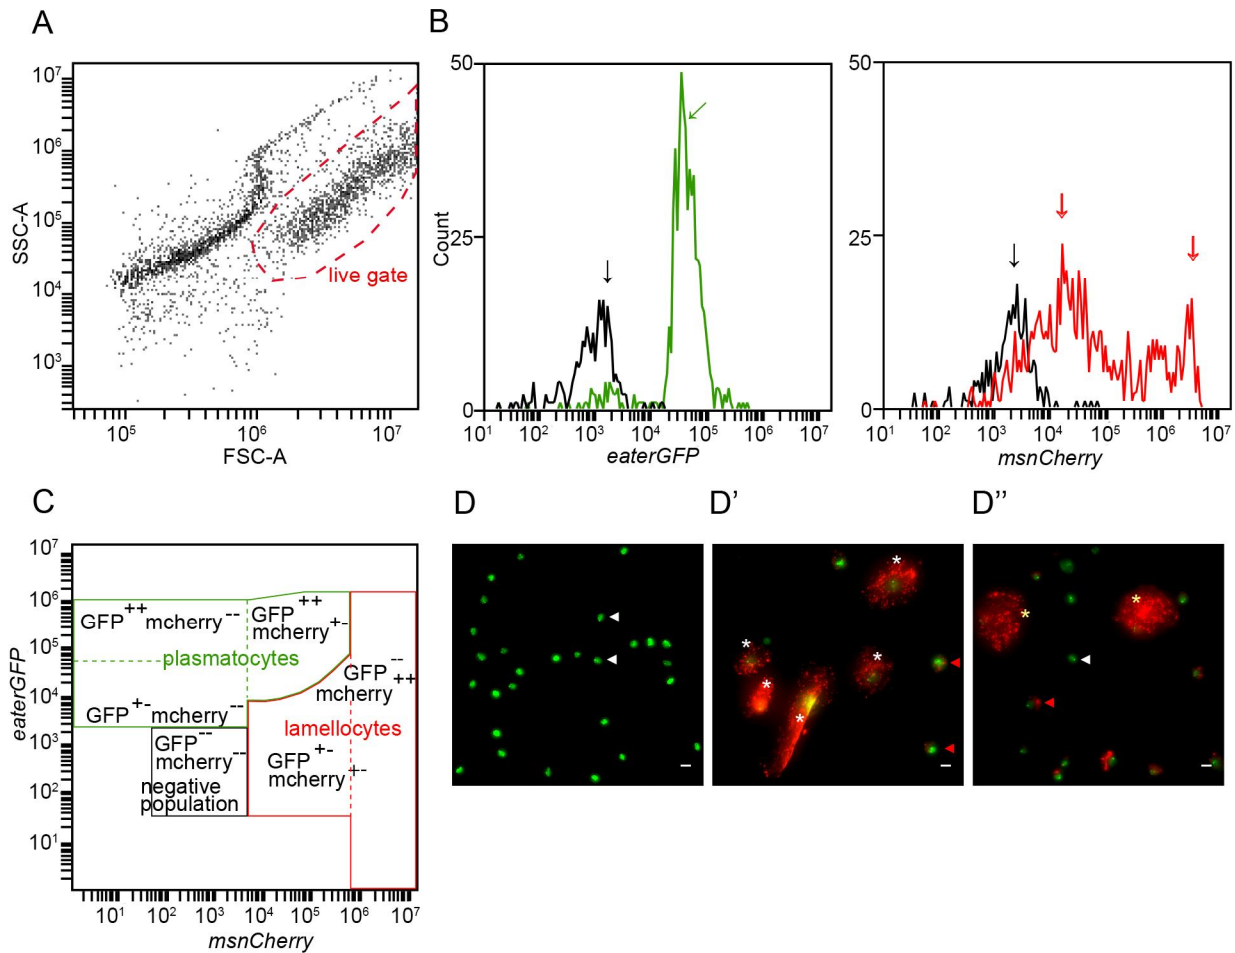 A
B
10^7
10^6
10^5
10^4
10^3
SSC-A
live gate
10^5 10^6 10^7
FSC-A
50
25
0
Count
10^1 10^2 10^3 10^4 10^5 10^6 10^7
eaterGFP
50
25
0
10^1 10^2 10^3 10^4 10^5 10^6 10^7
msnCherry
C
D
D’
D’’
10^7
10^6
10^5
10^4
10^3
10^2
10^1
eaterGFP
GFP^++mcherry^--
GFP^++
mcherry^+-
plasmatocytes
GFP^--
mcherry^++
GFP^+-mcherry^--
lamellocytes
GFP^--
mcherry^--
GFP^+-
mcherry^+-
negative
population
10^1 10^2 10^3 10^4 10^5 10^6 10^7
msnCherry